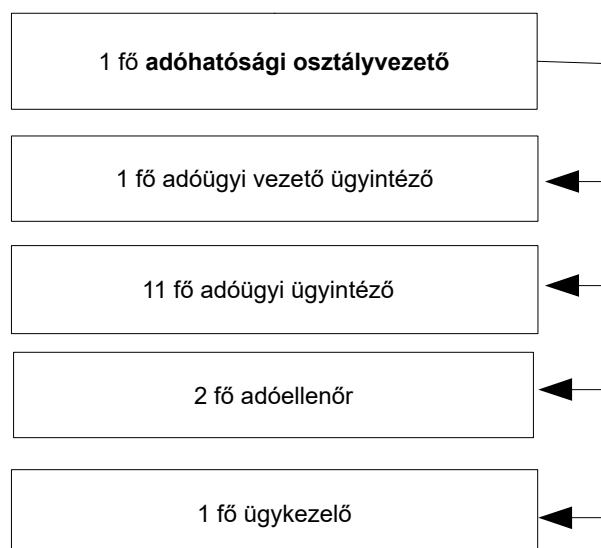 1 fő adóhatósági osztályvezető
1 fő adóügyi vezető ügyintéző
11 fő adóügyi ügyintéző
2 fő adóellenőr
1 fő ügykezelő